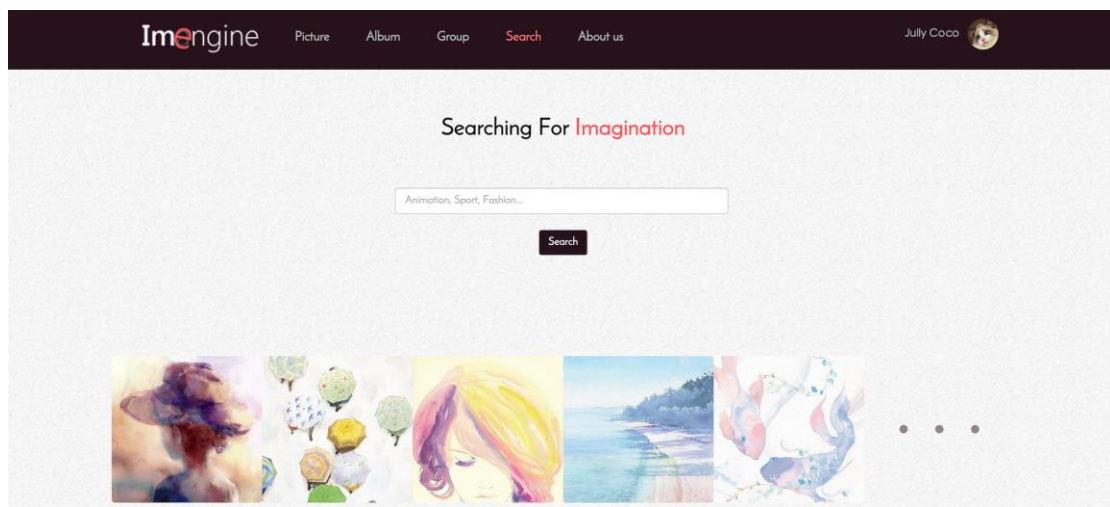 Imengine Picture Album Group Search About us Jully Coco
Searching For Imagination
Animation, Sport, Fashion...
Search